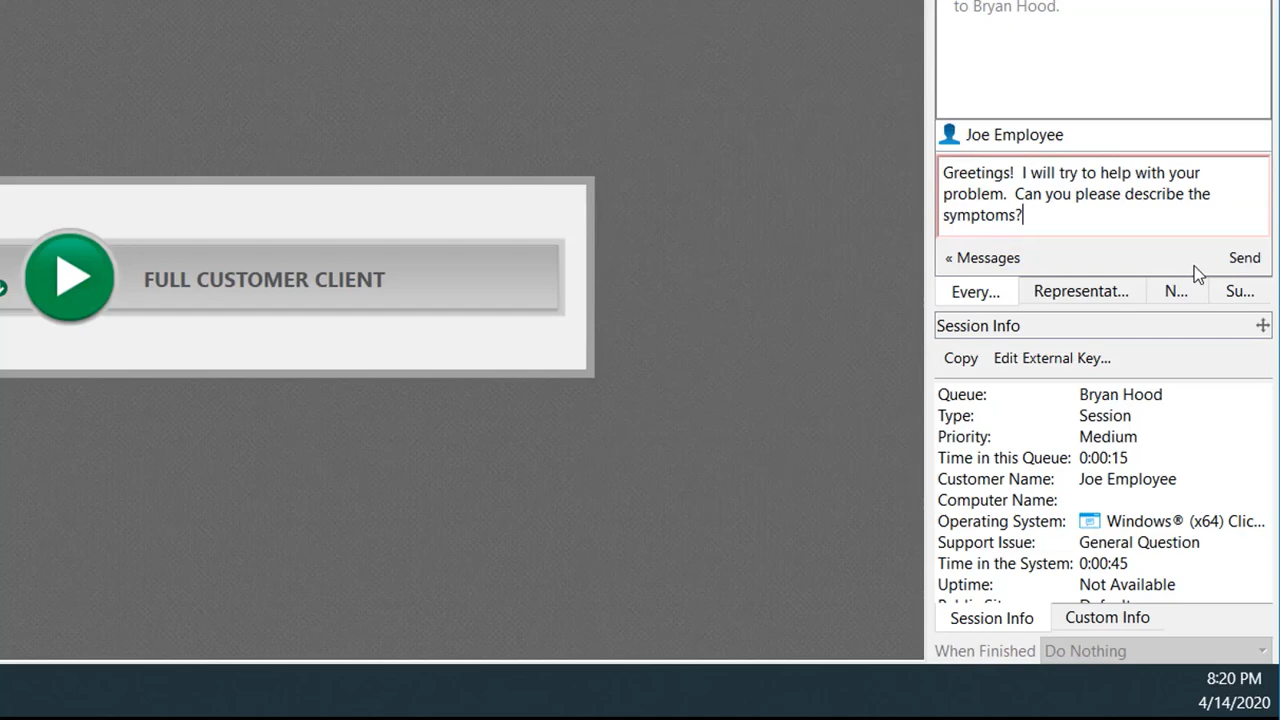 to Bryan Hood.
Joe Employee
Greetings!  I will try to help with your
problem.  Can you please describe the
symptoms?
« Messages
Send
Every...
Representat...
N...
Su...
FULL CUSTOMER CLIENT
Session Info
Copy
Edit External Key...
Queue: Bryan Hood
Type: Session
Priority: Medium
Time in this Queue: 0:00:15
Customer Name: Joe Employee
Computer Name:
Operating System: Windows® (x64) Clic...
Support Issue: General Question
Time in the System: 0:00:45
Uptime: Not Available
Session Info
Custom Info
When Finished
Do Nothing
8:20 PM
4/14/2020